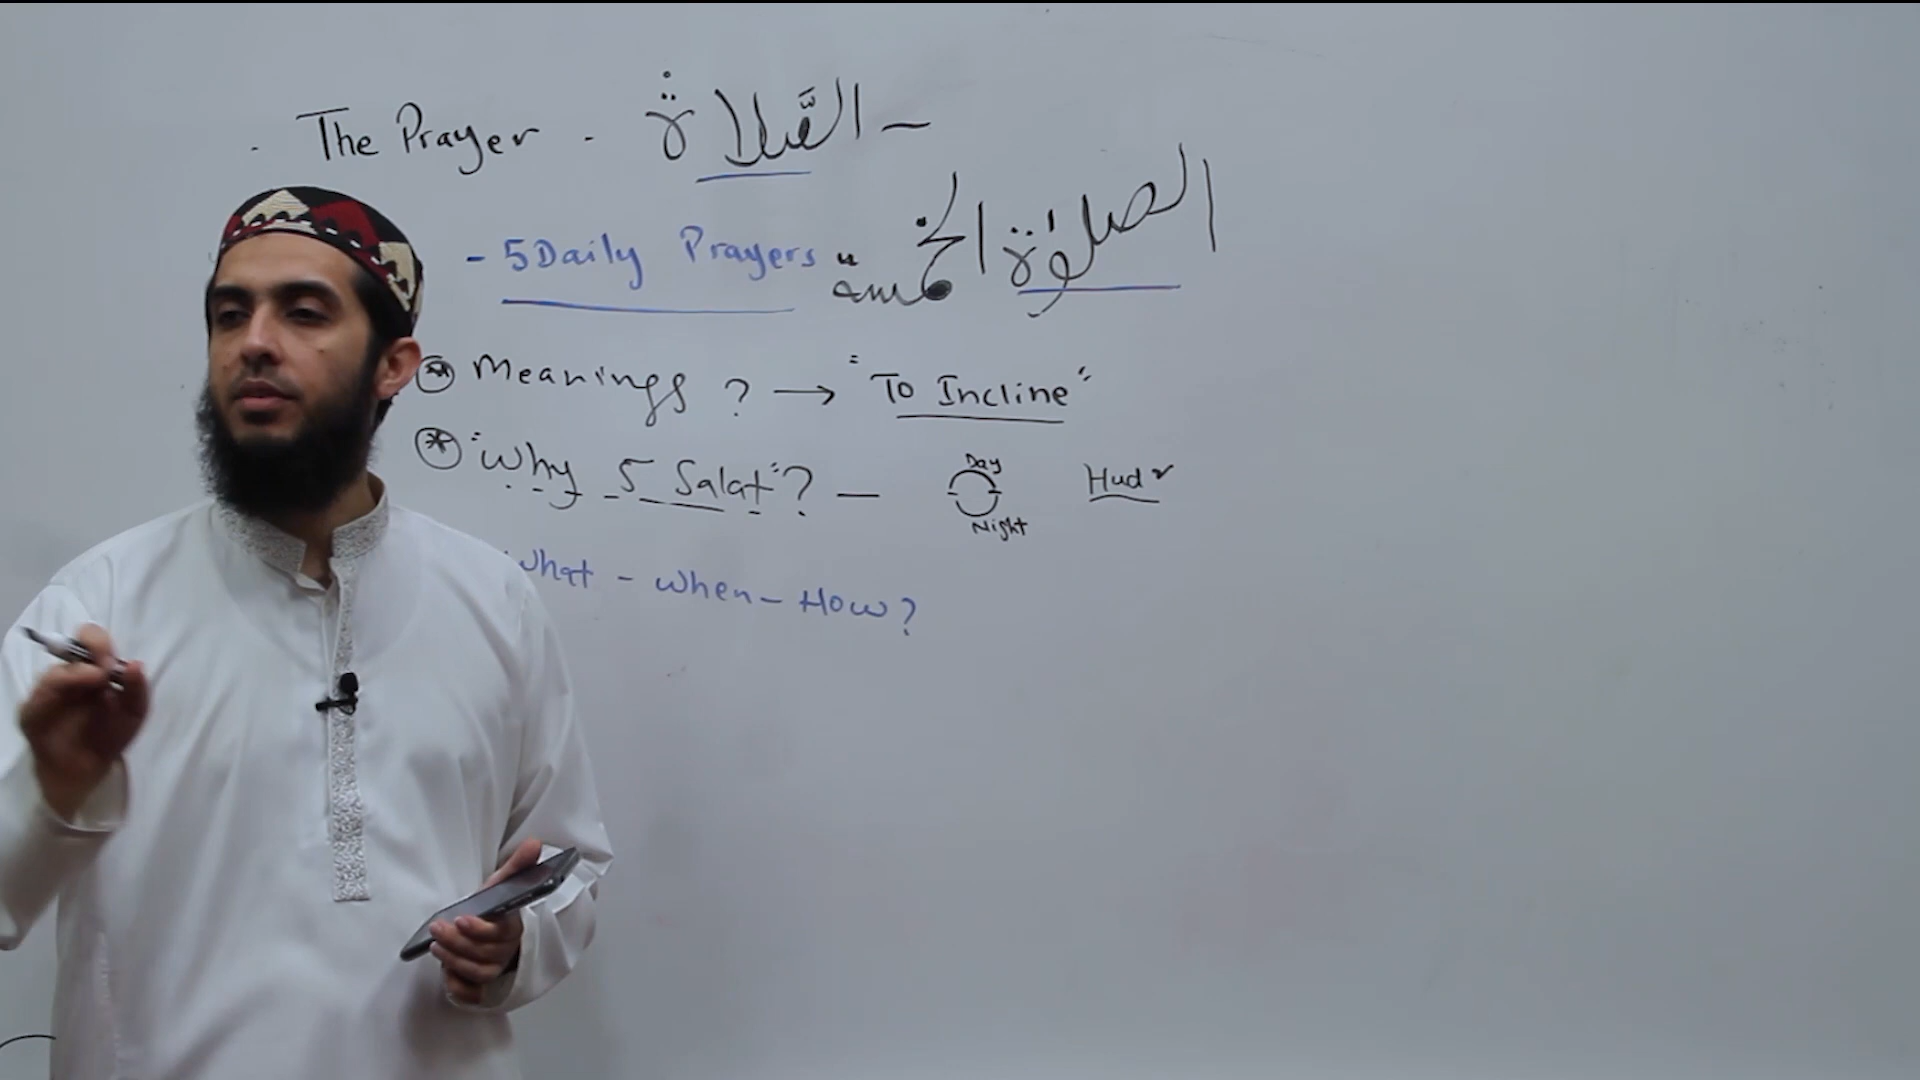 - The Prayer - الصَّلاة -
- 5 Daily Prayers " الصلوٰة الخمسة
* Meanings ? → "To Incline"
* "Why 5 Salat"? — Day Night Hud
What - When - How?